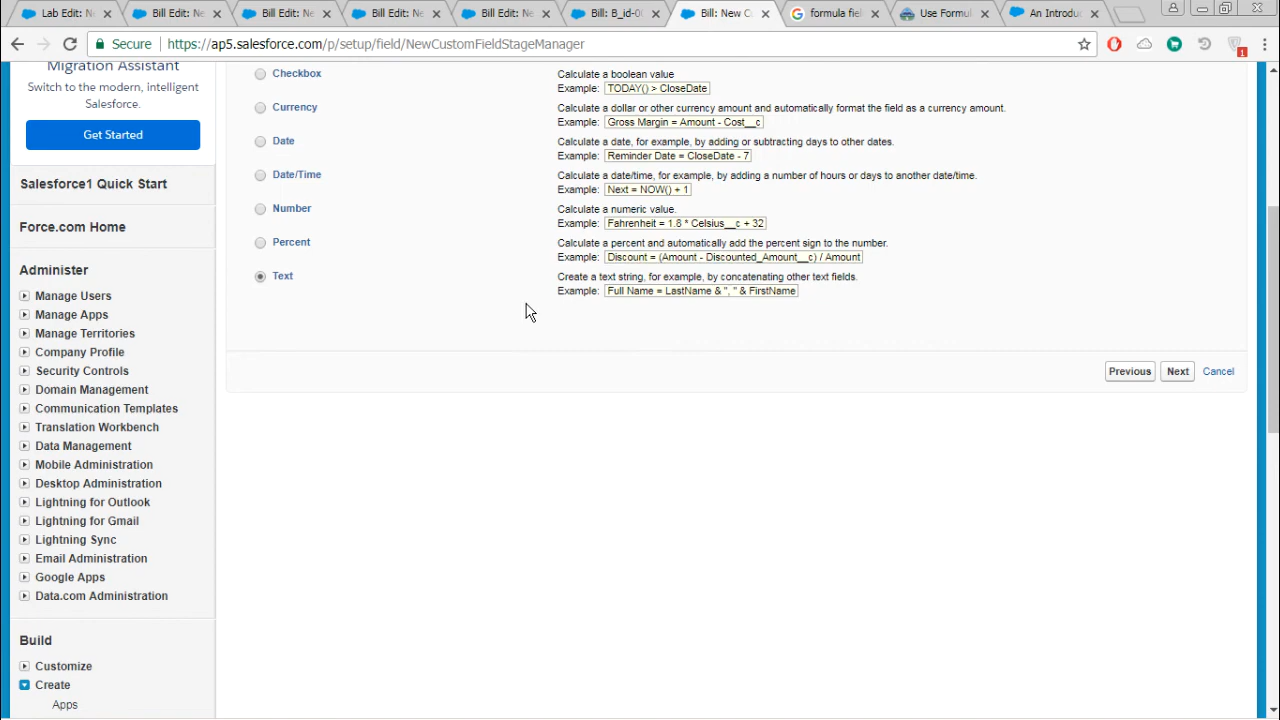 Lab Edit: Ne
Bill Edit: Ne
Bill Edit: Ne
Bill Edit: Ne
Bill Edit: Ne
Bill: B_id-0
Bill: New C
formula fiel
Use Formul
An Introdu
Secure
https://ap5.salesforce.com/p/setup/field/NewCustomFieldStageManager
1
Migration Assistant
Switch to the modern, intelligent
Salesforce.
Get Started
Salesforce1 Quick Start
Force.com Home
Administer
Manage Users
Manage Apps
Manage Territories
Company Profile
Security Controls
Domain Management
Communication Templates
Translation Workbench
Data Management
Mobile Administration
Desktop Administration
Lightning for Outlook
Lightning for Gmail
Lightning Sync
Email Administration
Google Apps
Data.com Administration
Build
Customize
Create
Apps
Checkbox
Calculate a boolean value
Example: TODAY() > CloseDate
Currency
Calculate a dollar or other currency amount and automatically format the field as a currency amount.
Example: Gross Margin = Amount - Cost__c
Date
Calculate a date, for example, by adding or subtracting days to other dates.
Example: Reminder Date = CloseDate - 7
Date/Time
Calculate a date/time, for example, by adding a number of hours or days to another date/time.
Example: Next = NOW() + 1
Number
Calculate a numeric value.
Example: Fahrenheit = 1.8 * Celsius__c + 32
Percent
Calculate a percent and automatically add the percent sign to the number.
Example: Discount = (Amount - Discounted_Amount__c) / Amount
Text
Create a text string, for example, by concatenating other text fields.
Example: Full Name = LastName & ", " & FirstName
Previous
Next
Cancel